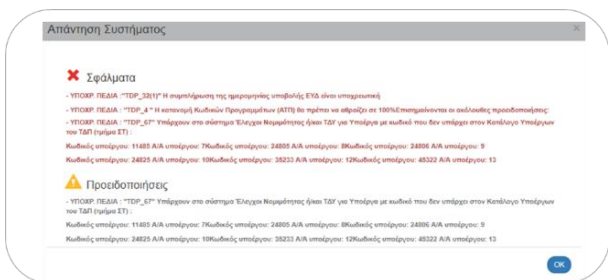 Απάντηση Συστήματος
×
Σφάλματα
- ΥΠΟΧΡ. ΠΕΔΙΑ :"TDP_32(1)" Η συμπλήρωση της ημερομηνίας υποβολής ΕΥΔ είναι υποχρεωτική
- ΥΠΟΧΡ. ΠΕΔΙΑ : "TDP_4 " Η κατανομή Κωδικών Προγραμμάτων (ΑΤΠ) θα πρέπει να αθροίζει σε 100%Επισημαίνονται οι ακόλουθες προειδοποιήσεις:
- ΥΠΟΧΡ. ΠΕΔΙΑ : "TDP_67" Υπάρχουν στο σύστημα Έλεγχοι Νομιμότητας ή/και ΤΔΥ για Υποέργα με κωδικό που δεν υπάρχει στον Κατάλογο Υποέργων
του ΤΔΠ (τμήμα ΣΤ) :
Κωδικός υποέργου: 11485 Α/Α υποέργου: 7Κωδικός υποέργου: 24805 Α/Α υποέργου: 8Κωδικός υποέργου: 24806 Α/Α υποέργου: 9
Κωδικός υποέργου: 24825 Α/Α υποέργου: 10Κωδικός υποέργου: 35233 Α/Α υποέργου: 12Κωδικός υποέργου: 45322 Α/Α υποέργου: 13
Προειδοποιήσεις
- ΥΠΟΧΡ. ΠΕΔΙΑ : "TDP_67" Υπάρχουν στο σύστημα Έλεγχοι Νομιμότητας ή/και ΤΔΥ για Υποέργα με κωδικό που δεν υπάρχει στον Κατάλογο Υποέργων
του ΤΔΠ (τμήμα ΣΤ) :
Κωδικός υποέργου: 11485 Α/Α υποέργου: 7Κωδικός υποέργου: 24805 Α/Α υποέργου: 8Κωδικός υποέργου: 24806 Α/Α υποέργου: 9
Κωδικός υποέργου: 24825 Α/Α υποέργου: 10Κωδικός υποέργου: 35233 Α/Α υποέργου: 12Κωδικός υποέργου: 45322 Α/Α υποέργου: 13
OK